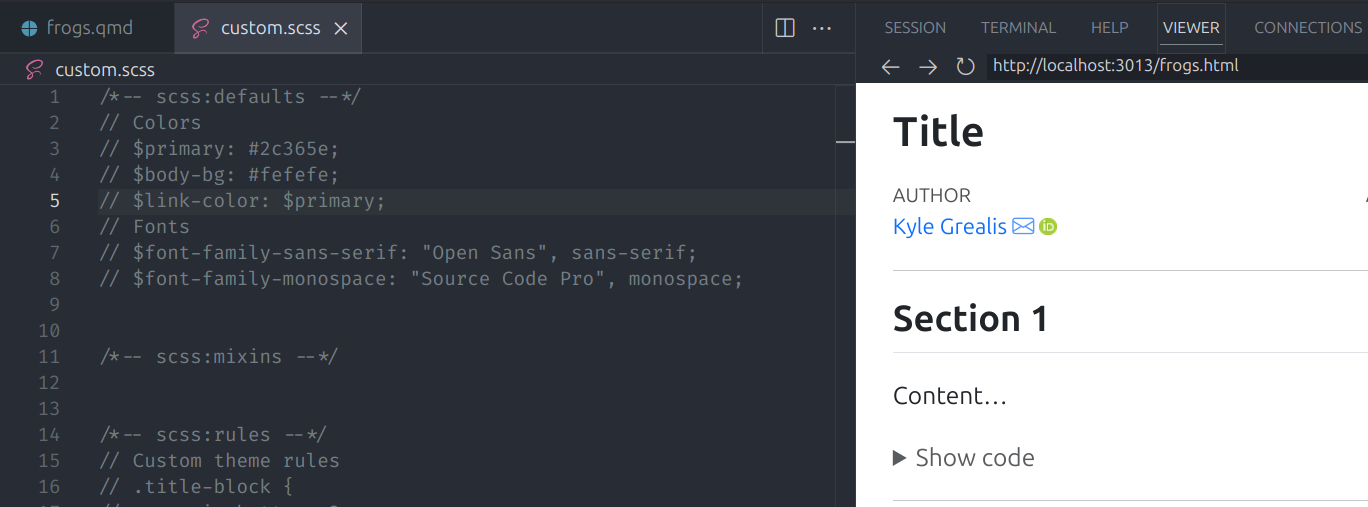 frogs.qmd
custom.scss
custom.scss
1 /*-- scss:defaults --*/
2 // Colors
3 // $primary: #2c365e;
4 // $body-bg: #fefefe;
5 // $link-color: $primary;
6 // Fonts
7 // $font-family-sans-serif: "Open Sans", sans-serif;
8 // $font-family-monospace: "Source Code Pro", monospace;
9
10
11 /*-- scss:mixins --*/
12
13
14 /*-- scss:rules --*/
15 // Custom theme rules
16 // .title-block {
SESSION TERMINAL HELP VIEWER CONNECTIONS
http://localhost:3013/frogs.html
Title
AUTHOR
Kyle Grealis iD
Section 1
Content…
Show code